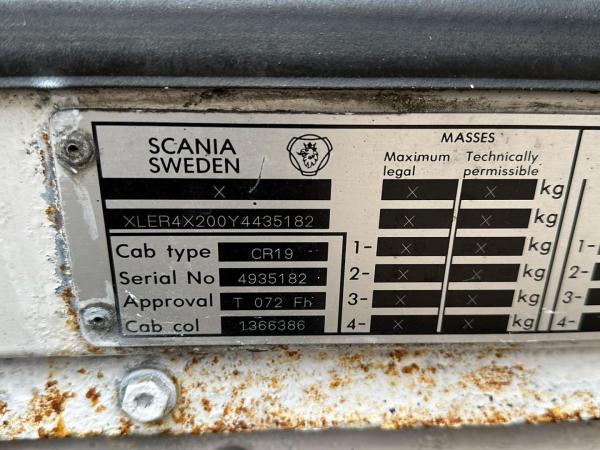 SCANIA
SWEDEN
X
XLER4X200Y4435182
Cab type CR19
Serial No 4935182
Approval T 072 Fh
Cab col 1366386
MASSES
Maximum legal
Technically permissible
X X kg
1- X X kg
2- X X kg
3- X X kg
4- X X kg
1-
2-
3-
4-